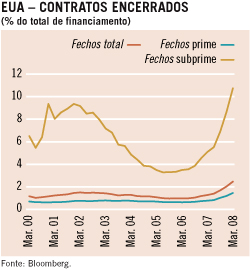 EUA – CONTRATOS ENCERRADOS
(% do total de financiamento)
Fechos total
Fechos prime
Fechos subprime
12
10
8
6
4
2
0
Mar. 00
Mar. 01
Mar. 02
Mar. 03
Mar. 04
Mar. 05
Mar. 06
Mar. 07
Mar. 08
Fonte: Bloomberg.